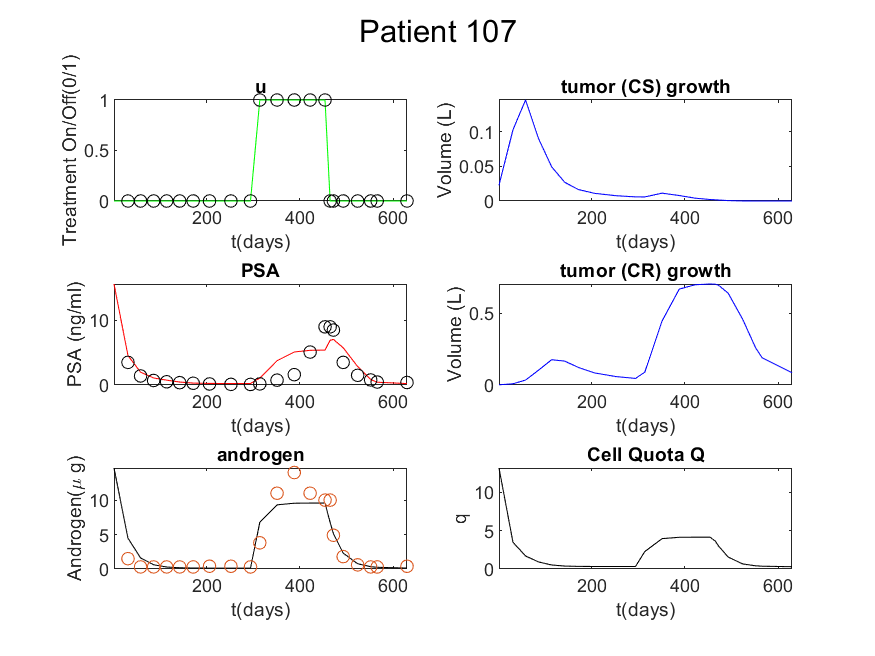 Patient 107
u
Treatment On/Off(0/1)
1
0.5
0
200
400
600
t(days)
tumor (CS) growth
Volume (L)
0.1
0.05
0
200
400
600
t(days)
PSA
PSA (ng/ml)
10
0
200
400
600
t(days)
tumor (CR) growth
Volume (L)
0.5
0
200
400
600
t(days)
androgen
Androgen(μ g)
10
5
0
200
400
600
t(days)
Cell Quota Q
q
10
5
0
200
400
600
t(days)